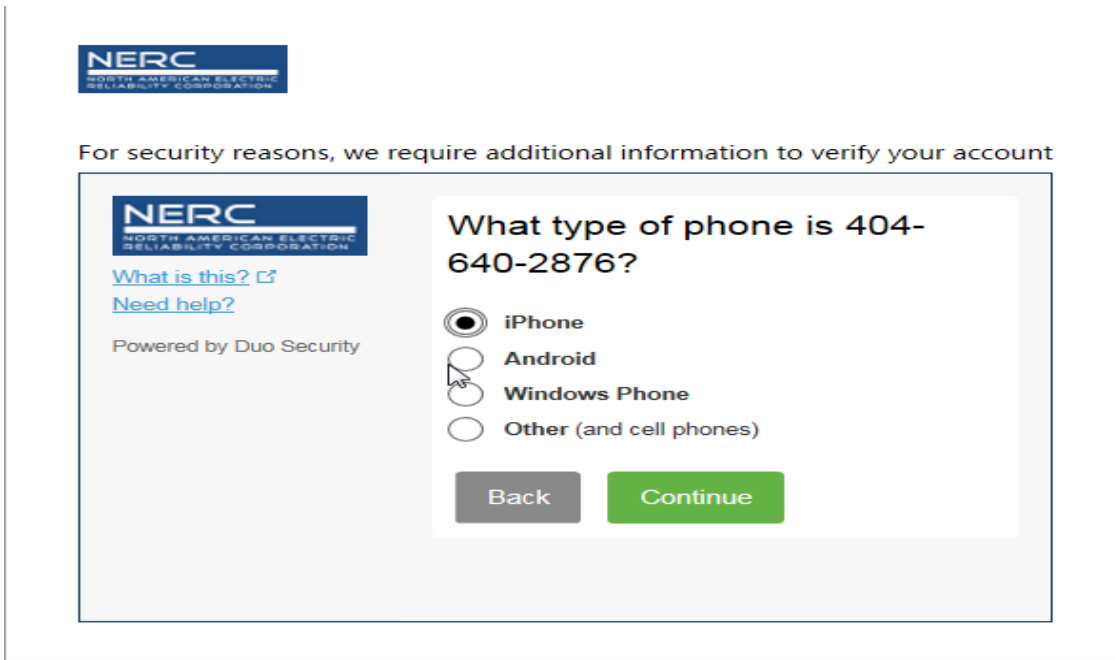 NERC
NORTH AMERICAN ELECTRIC
RELIABILITY CORPORATION
For security reasons, we require additional information to verify your account
NERC
NORTH AMERICAN ELECTRIC
RELIABILITY CORPORATION
What is this?
Need help?
Powered by Duo Security
What type of phone is 404-
640-2876?
iPhone
Android
Windows Phone
Other (and cell phones)
Back
Continue